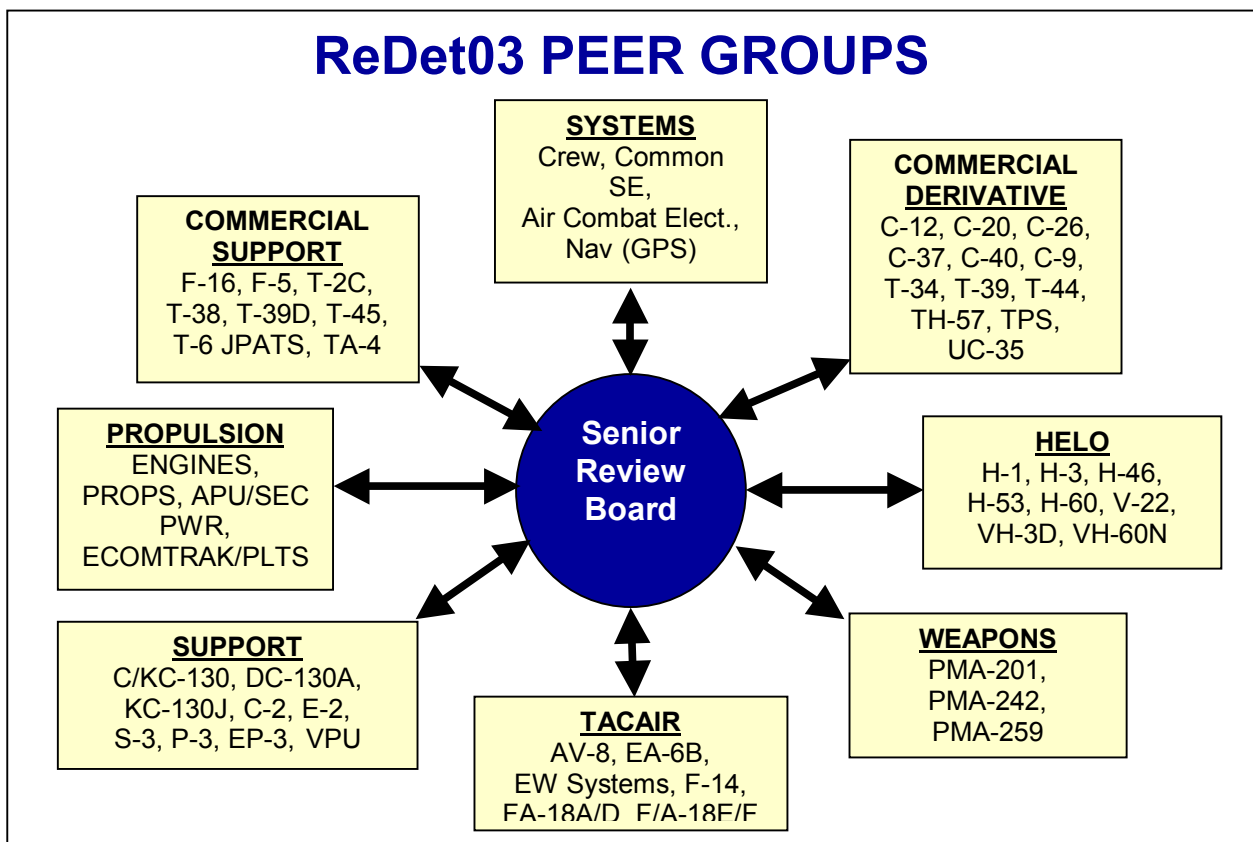 ReDet03 PEER GROUPS
SYSTEMS
Crew, Common
SE,
Air Combat Elect.,
Nav (GPS)
COMMERCIAL
DERIVATIVE
C-12, C-20, C-26,
C-37, C-40, C-9,
T-34, T-39, T-44,
TH-57, TPS,
UC-35
COMMERCIAL
SUPPORT
F-16, F-5, T-2C,
T-38, T-39D, T-45,
T-6 JPATS, TA-4
PROPULSION
ENGINES,
PROPS, APU/SEC
PWR,
ECOMTRAK/PLTS
Senior
Review
Board
HELO
H-1, H-3, H-46,
H-53, H-60, V-22,
VH-3D, VH-60N
SUPPORT
C/KC-130, DC-130A,
KC-130J, C-2, E-2,
S-3, P-3, EP-3, VPU
TACAIR
AV-8, EA-6B,
EW Systems, F-14,
FA-18A/D, F/A-18E/F
WEAPONS
PMA-201,
PMA-242,
PMA-259